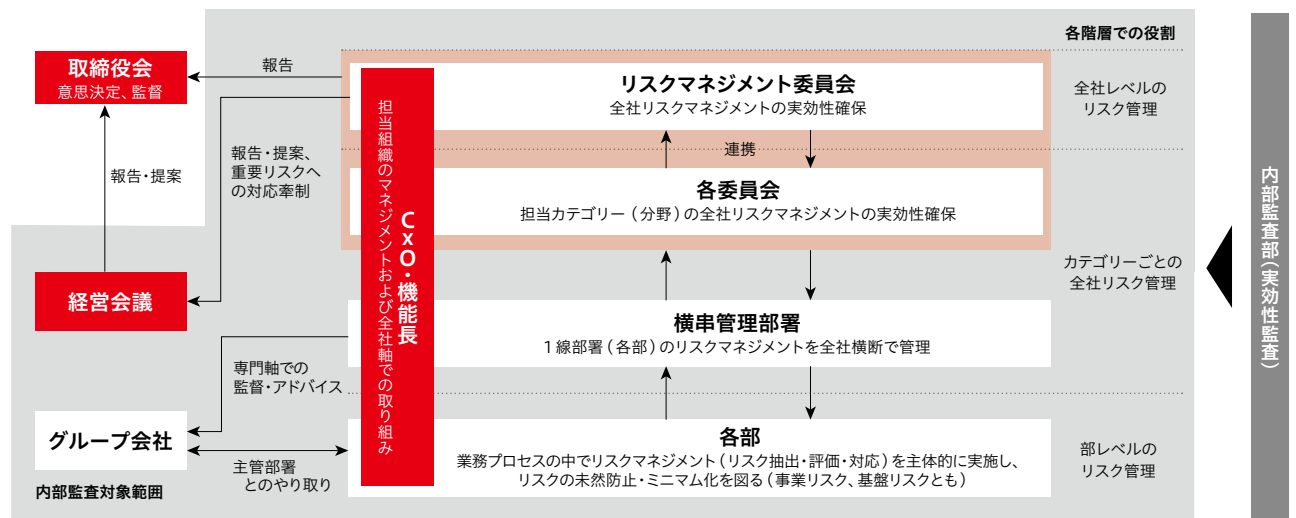 各階層での役割
取締役会
意思決定、監督
報告
リスクマネジメント委員会
全社リスクマネジメントの実効性確保
全社レベルの
リスク管理
報告・提案
報告・提案、
重要リスクへ
の対応牽制
連携
各委員会
担当カテゴリー(分野)の全社リスクマネジメントの実効性確保
CxO・機能長
担当組織のマネジメントおよび全社軸での取り組み
カテゴリーごとの
全社リスク管理
経営会議
横串管理部署
1線部署(各部)のリスクマネジメントを全社横断で管理
専門軸での
監督・アドバイス
グループ会社
主管部署
とのやり取り
各部
業務プロセスの中でリスクマネジメント(リスク抽出・評価・対応)を主体的に実施し、
リスクの未然防止・ミニマム化を図る(事業リスク、基盤リスクとも)
部レベルの
リスク管理
内部監査対象範囲
内部監査部(実効性監査)